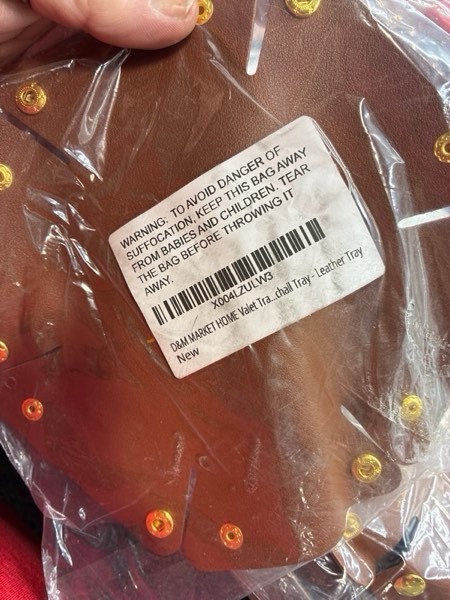 WARNING: TO AVOID DANGER OF
SUFFOCATION, KEEP THIS BAG AWAY
FROM BABIES AND CHILDREN. TEAR
THE BAG BEFORE THROWING IT
AWAY.
X004LZULW3
D&M MARKET HOME Valet Tra...chall Tray - Leather Tray
New